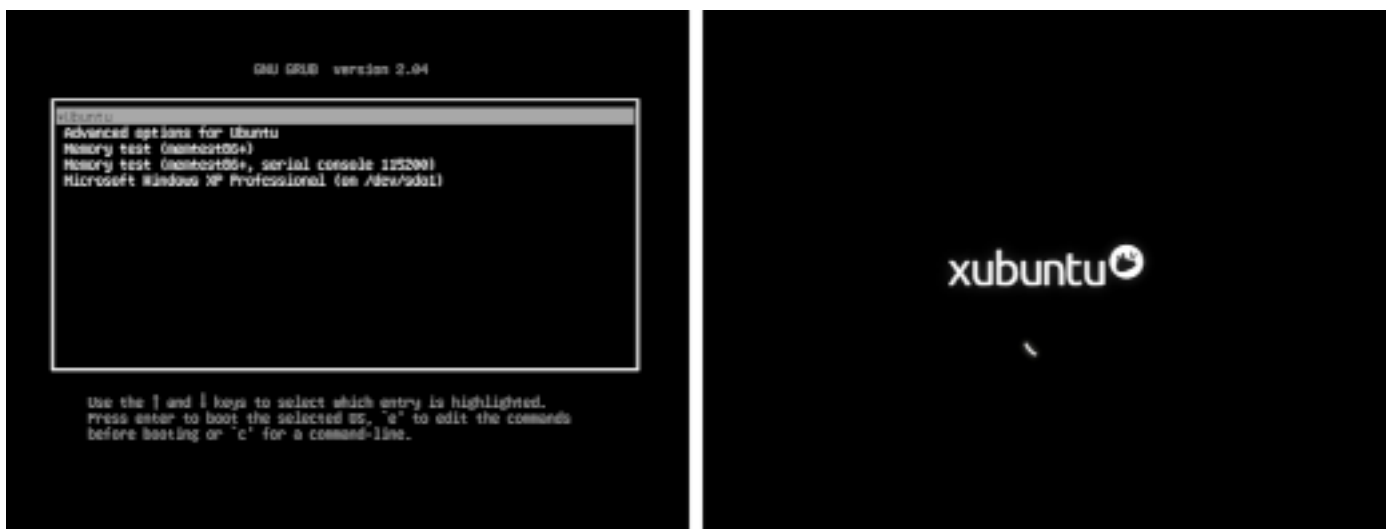 GNU GRUB version 2.04
*Ubuntu
Advanced options for Ubuntu
Memory test (memtest86+)
Memory test (memtest86+, serial console 115200)
Microsoft Windows XP Professional (on /dev/sda1)
Use the ↑ and ↓ keys to select which entry is highlighted.
Press enter to boot the selected OS, `e' to edit the commands
before booting or `c' for a command-line.
xubuntu